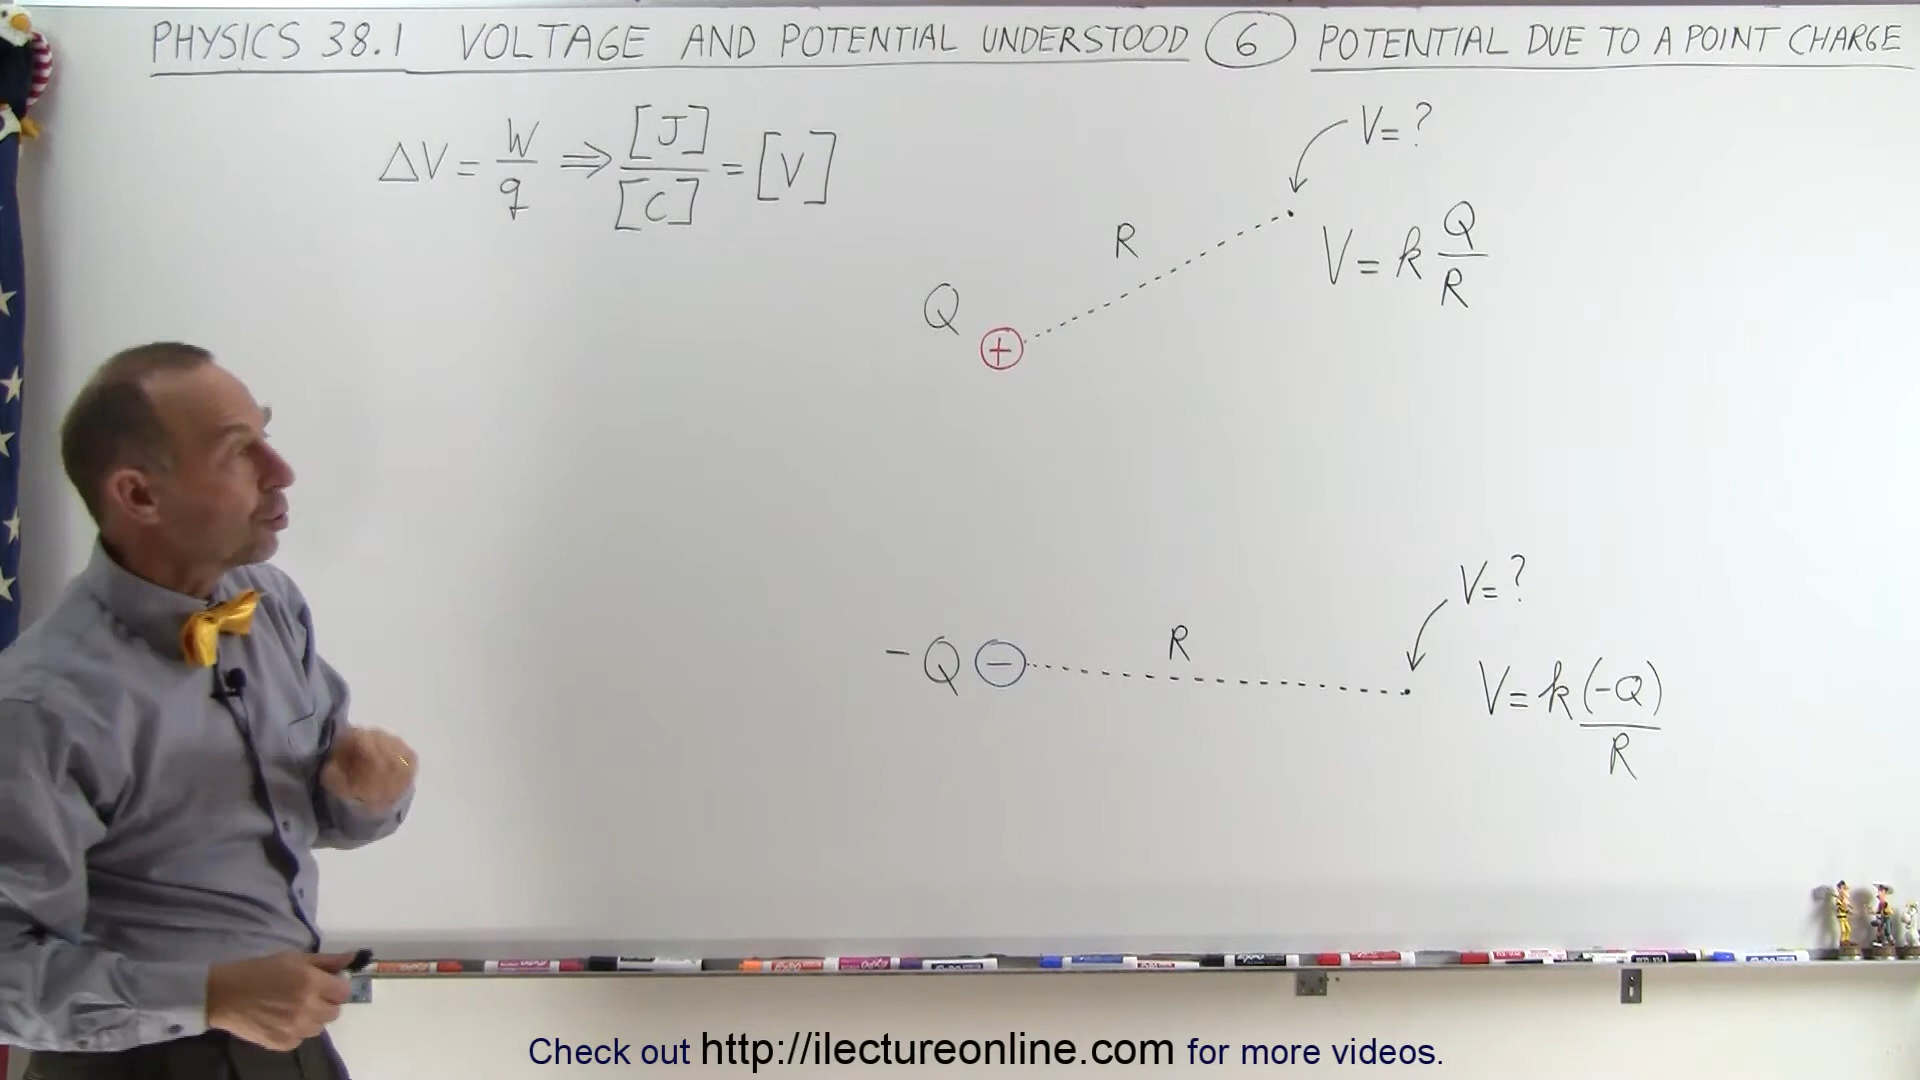 PHYSICS 38.1 VOLTAGE AND POTENTIAL UNDERSTOOD 6 POTENTIAL DUE TO A POINT CHARGE
ΔV = W/q ⇒ [J]/[C] = [V]
V = ?
R
V = k Q/R
Q
+
V = ?
-Q
−
R
V = k (-Q)/R
Check out http://ilectureonline.com for more videos.